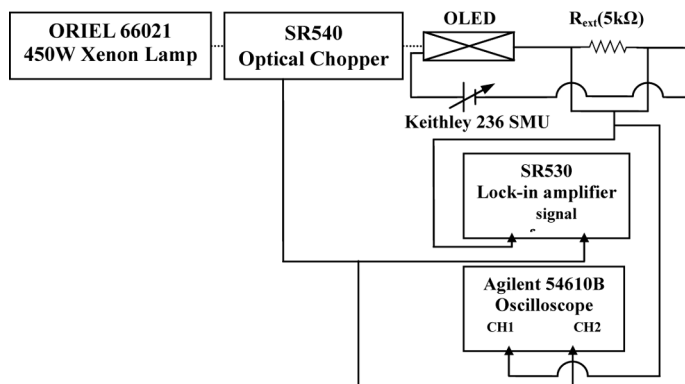 ORIEL 66021
450W Xenon Lamp
SR540
Optical Chopper
OLED
Rext(5kΩ)
Keithley 236 SMU
SR530
Lock-in amplifier
signal
Agilent 54610B
Oscilloscope
CH1 CH2